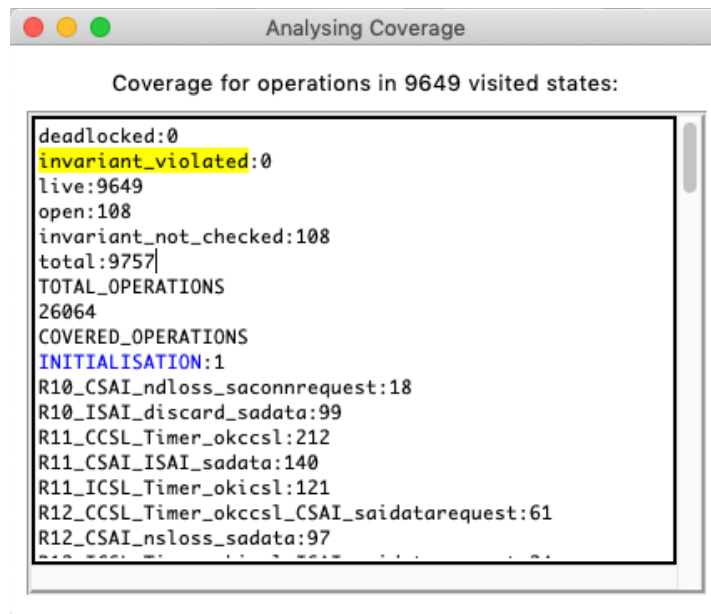 Analysing Coverage
Coverage for operations in 9649 visited states:
deadlocked:0
invariant_violated:0
live:9649
open:108
invariant_not_checked:108
total:9757
TOTAL_OPERATIONS
26064
COVERED_OPERATIONS
INITIALISATION:1
R10_CSAI_ndloss_saconnrequest:18
R10_ISAI_discard_sadata:99
R11_CCSL_Timer_okccsl:212
R11_CSAI_ISAI_sadata:140
R11_ICSL_Timer_okicsl:121
R12_CCSL_Timer_okccsl_CSAI_saidatarequest:61
R12_CSAI_nsloss_sadata:97